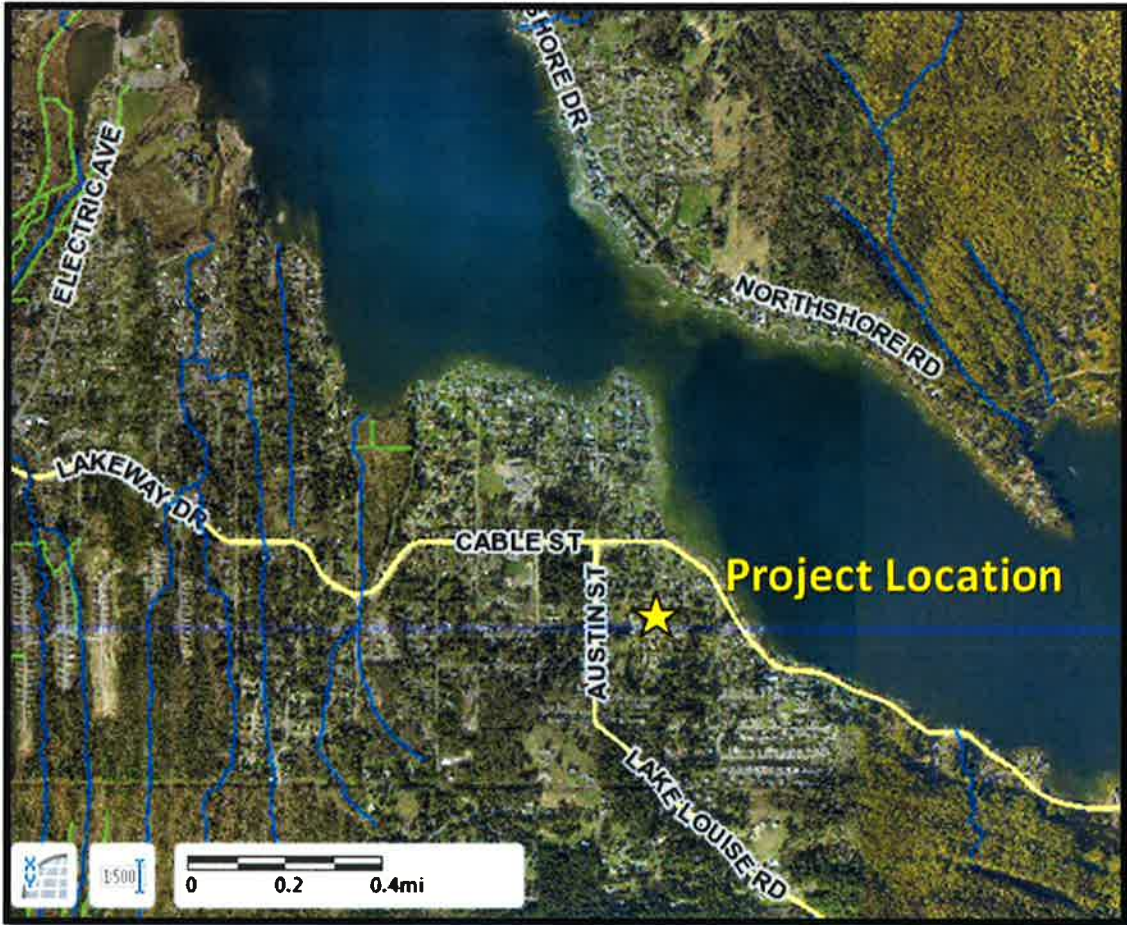 SHORE DR
ELECTRIC AVE
NORTHSHORE RD
LAKEWAY DR
CABLE ST
Project Location
AUSTIN ST
LAKE LOUISE RD
1:500
0 0.2 0.4mi